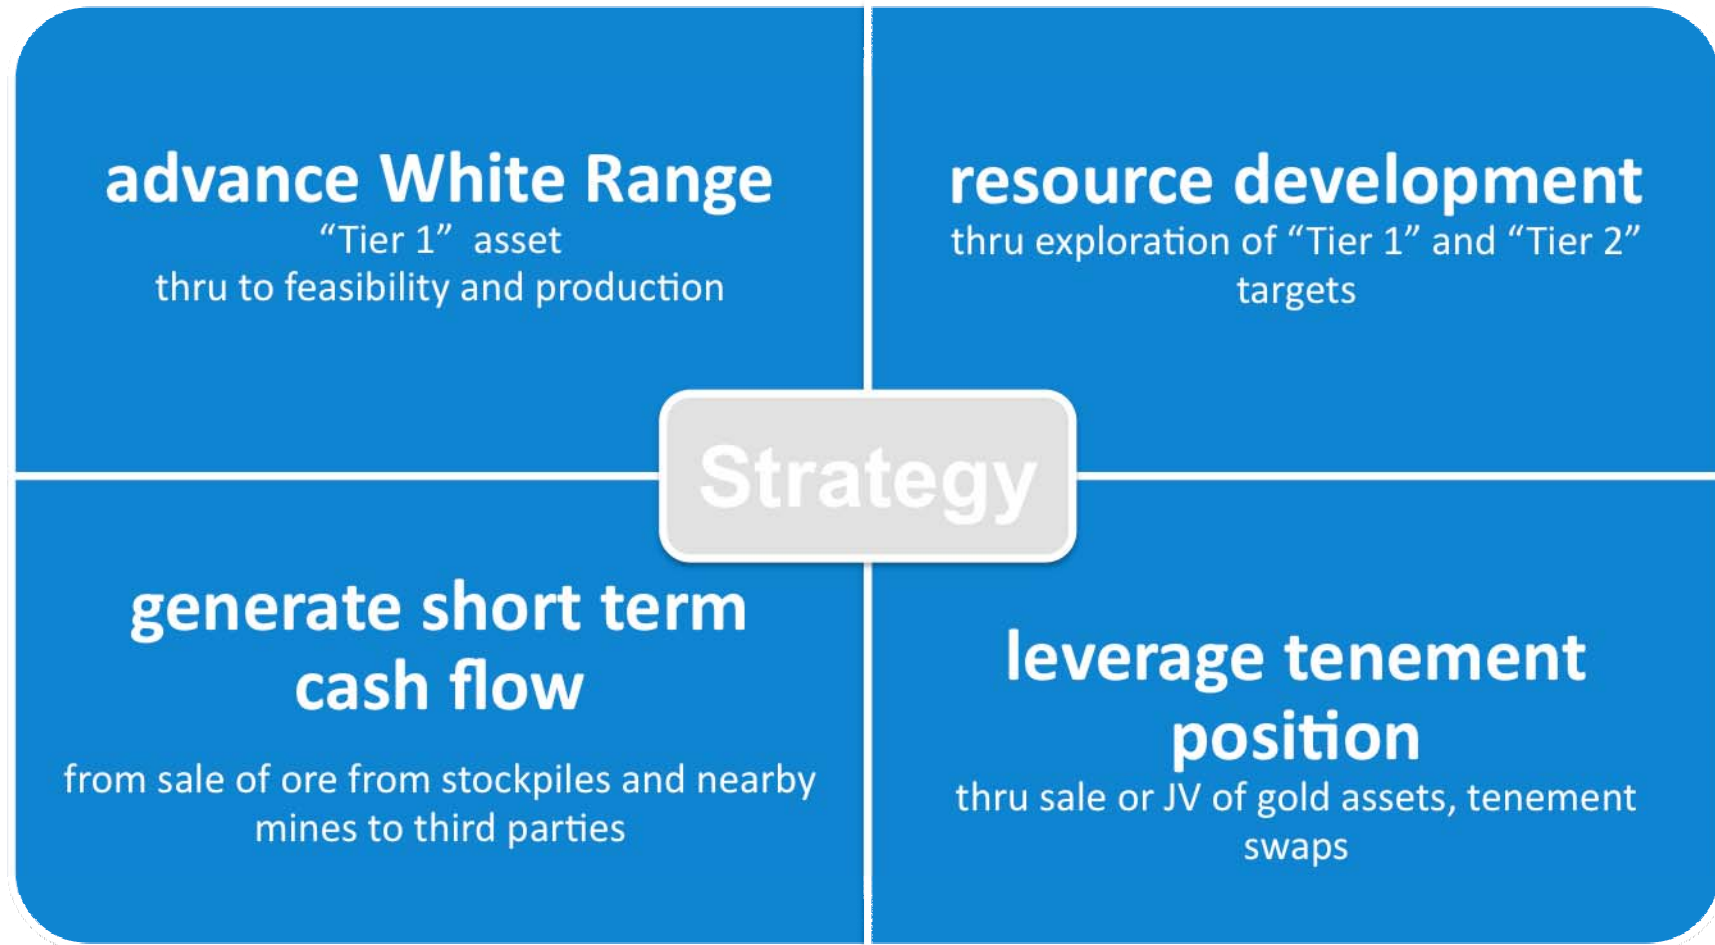 advance White Range
“Tier 1”  asset
thru to feasibility and production
resource development
thru exploration of “Tier 1” and “Tier 2”
targets
Strategy
generate short term
cash flow
from sale of ore from stockpiles and nearby
mines to third parties
leverage tenement
position
thru sale or JV of gold assets, tenement
swaps